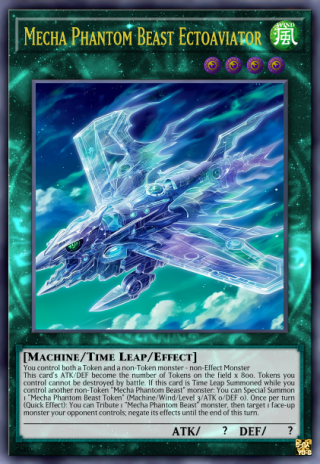 Mecha Phantom Beast Ectoaviator
WIND
風
[Machine/Time Leap/Effect]
You control both a Token and a non-Token monster - non-Effect Monster
This card's ATK/DEF become the number of Tokens on the field x 800. Tokens you
control cannot be destroyed by battle. If this card is Time Leap Summoned while you
control another non-Token "Mecha Phantom Beast" monster: You can Special Summon
1 "Mecha Phantom Beast Token" (Machine/Wind/Level 3/ATK 0/DEF 0). Once per turn
(Quick Effect): You can Tribute 1 "Mecha Phantom Beast", then target 1 face-up
monster your opponent controls; negate its effects until the end of this turn.
ATK/ ? DEF/ ?